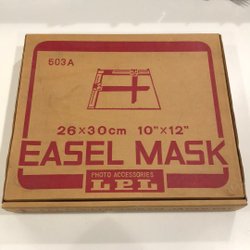 503A
26×30cm 10"×12"
EASEL MASK
PHOTO ACCESSORIES
LPL